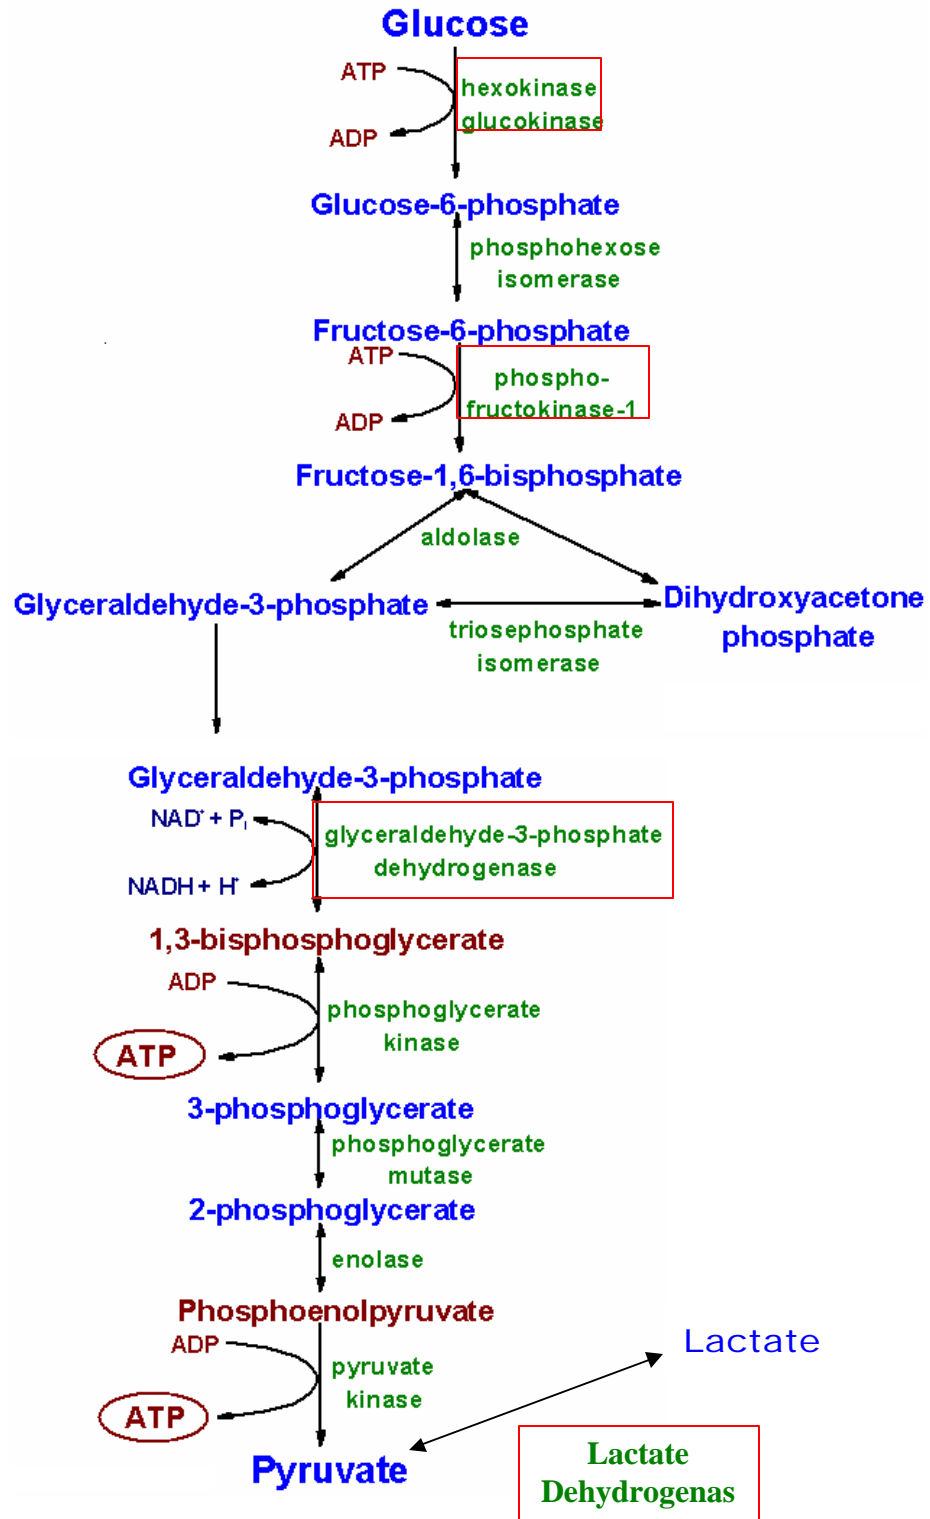 Glucose
ATP
hexokinase
glucokinase
ADP
Glucose-6-phosphate
phosphohexose
isomerase
Fructose-6-phosphate
ATP
phospho-
fructokinase-1
ADP
Fructose-1,6-bisphosphate
aldolase
Glyceraldehyde-3-phosphate
Dihydroxyacetone
phosphate
triosephosphate
isomerase
Glyceraldehyde-3-phosphate
NAD⁺ + Pᵢ
glyceraldehyde-3-phosphate
dehydrogenase
NADH + H⁺
1,3-bisphosphoglycerate
ADP
phosphoglycerate
kinase
ATP
3-phosphoglycerate
phosphoglycerate
mutase
2-phosphoglycerate
enolase
Phosphoenolpyruvate
ADP
pyruvate
kinase
ATP
Lactate
Pyruvate
Lactate
Dehydrogenas